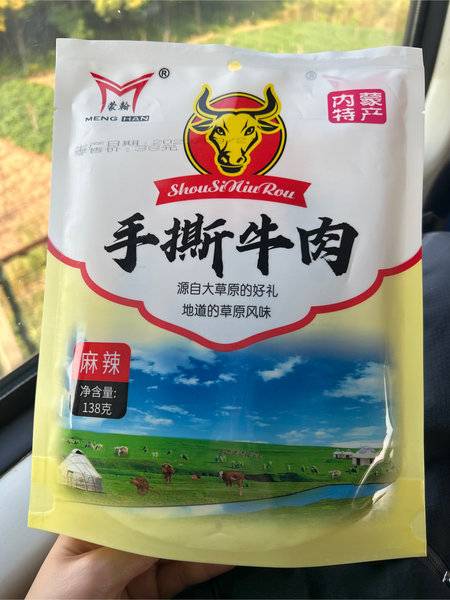 蒙翰
MENG HAN
®
®
内蒙
特产
ShouSiNiuRou
手撕牛肉
源自大草原的好礼
地道的草原风味
麻辣
净含量:
138克